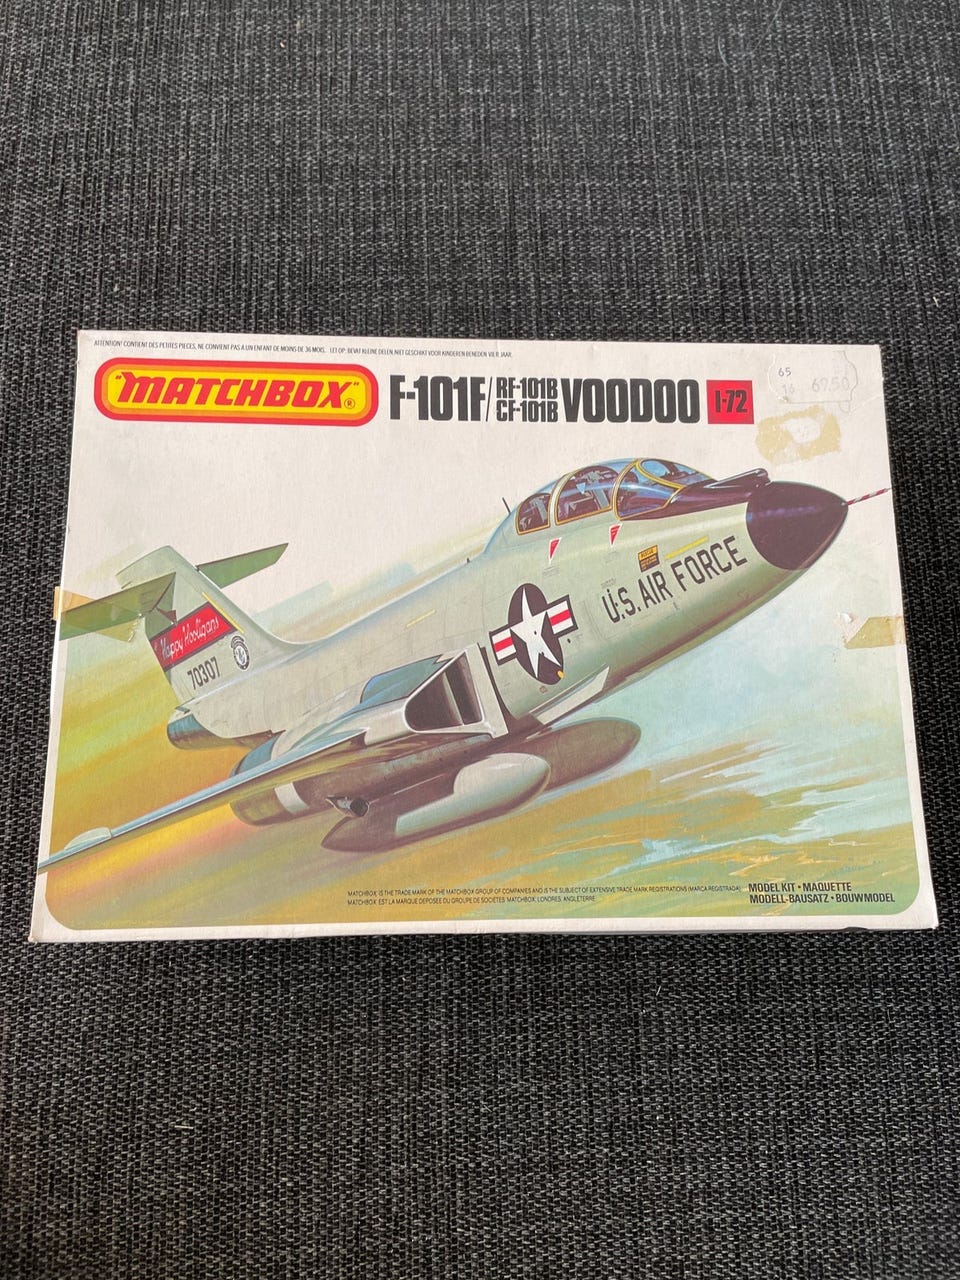 ATTENTION! CONTIENT DES PETITES PIECES, NE CONVIENT PAS A UN ENFANT DE MOINS DE 36 MOIS. LET OP: BEVAT KLEINE DELEN. NIET GESCHIKT VOOR KINDEREN BENEDEN VIER JAAR.
"MATCHBOX"®
F-101F/ RF-101B
CF-101B VOODOO 1-72
65
67.50
U.S. AIR FORCE
Happy Hooligans
70307
MATCHBOX IS THE TRADE MARK OF THE MATCHBOX GROUP OF COMPANIES AND IS THE SUBJECT OF EXTENSIVE TRADE MARK REGISTRATIONS (MARCA REGISTRADA)
MATCHBOX EST LA MARQUE DEPOSEE DU GROUPE DE SOCIETES MATCHBOX, LONDRES, ANGLETERRE.
MODEL KIT • MAQUETTE
MODELL-BAUSATZ • BOUWMODEL